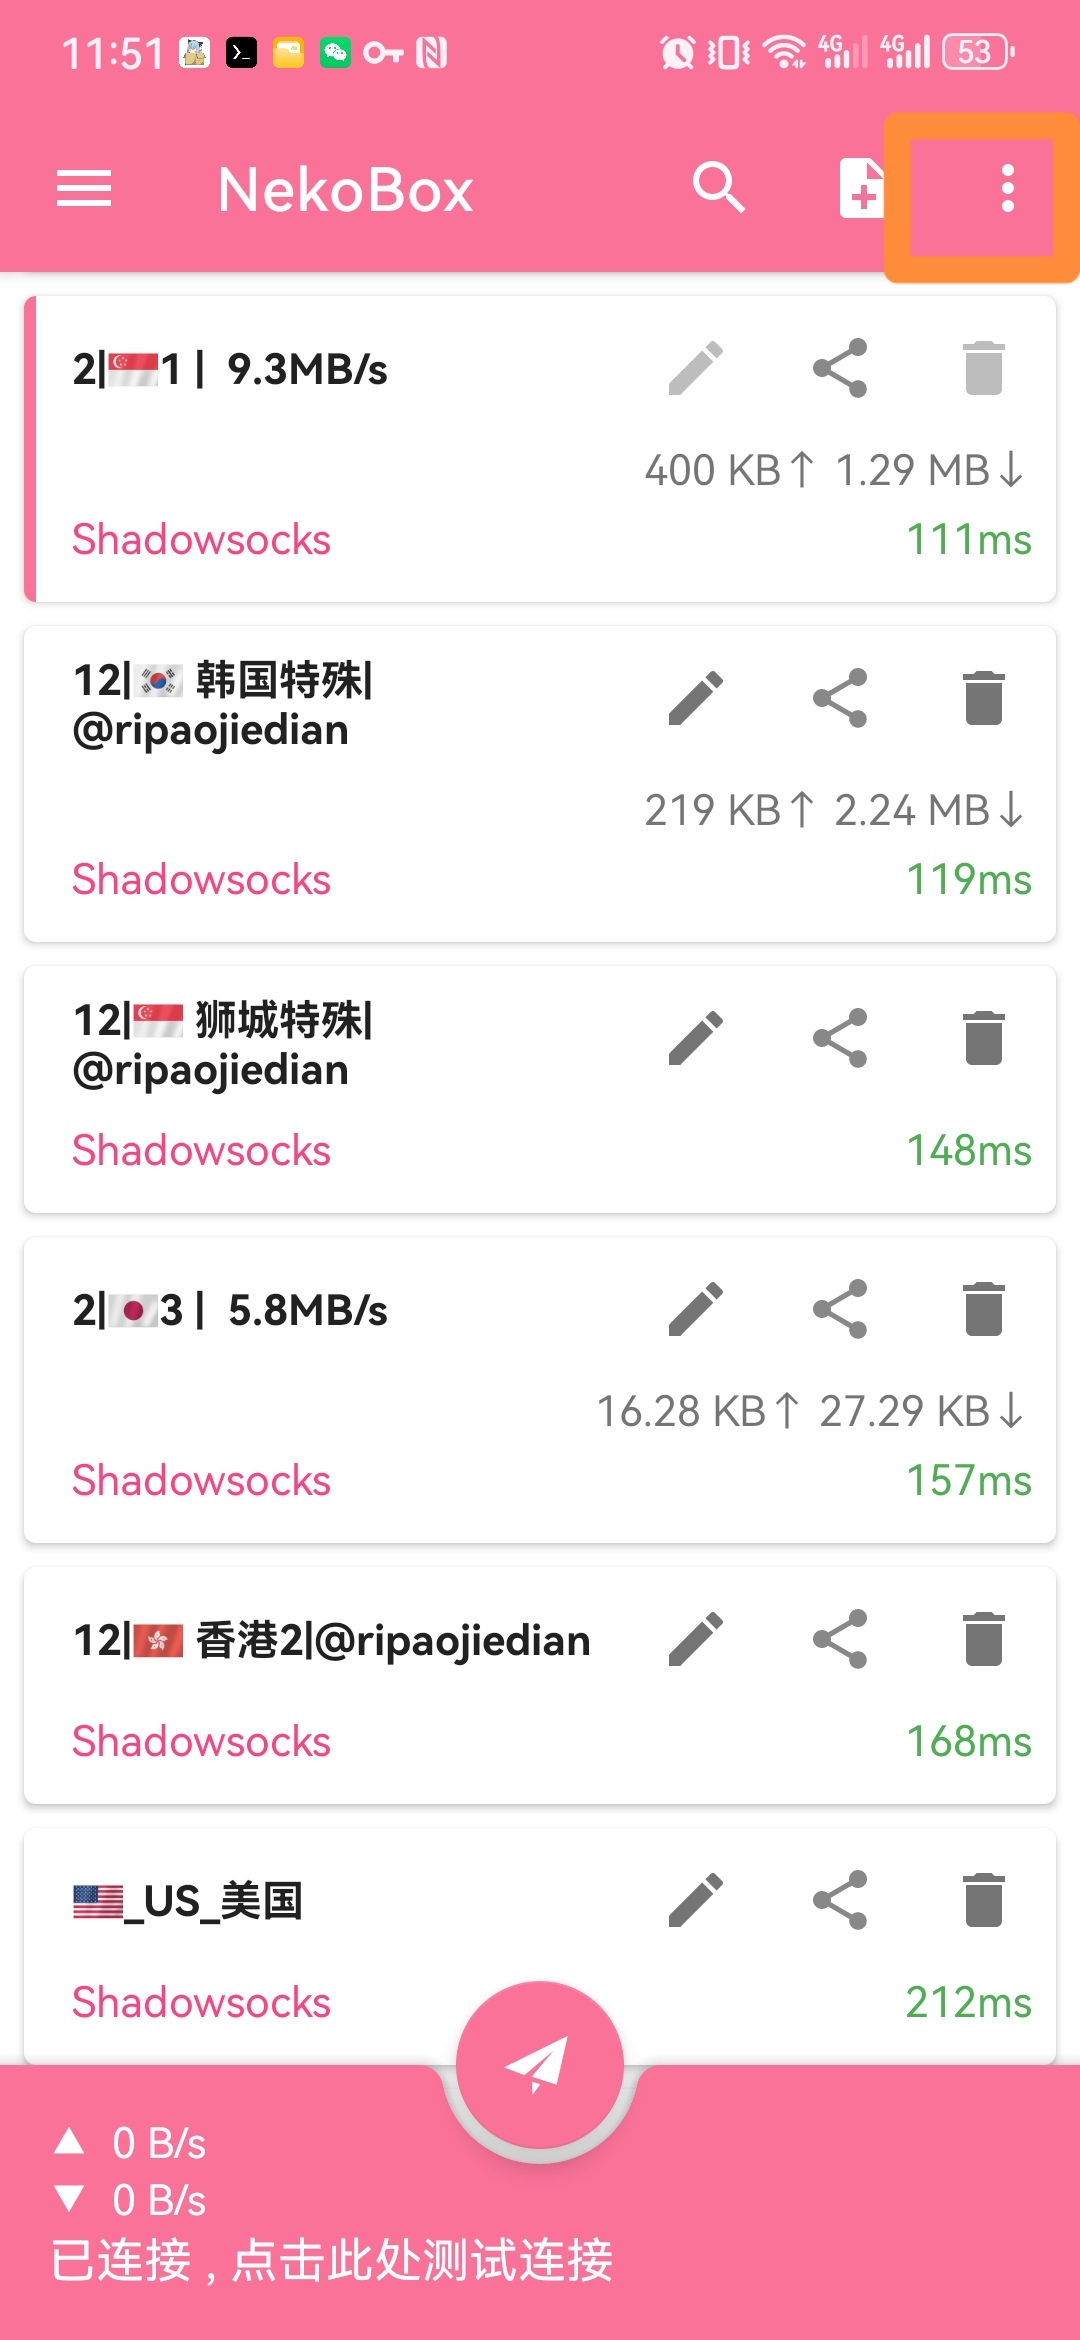 11:51 4G 4G 53
NekoBox
2|🇸🇬1 | 9.3MB/s
400 KB↑ 1.29 MB↓
Shadowsocks 111ms
12|🇰🇷 韩国特殊|
@ripaojiedian
219 KB↑ 2.24 MB↓
Shadowsocks 119ms
12|🇸🇬 狮城特殊|
@ripaojiedian
Shadowsocks 148ms
2|🇯🇵3 | 5.8MB/s
16.28 KB↑ 27.29 KB↓
Shadowsocks 157ms
12|🇭🇰 香港2|@ripaojiedian
Shadowsocks 168ms
🇺🇸_US_美国
Shadowsocks 212ms
▲ 0 B/s
▼ 0 B/s
已连接，点击此处测试连接